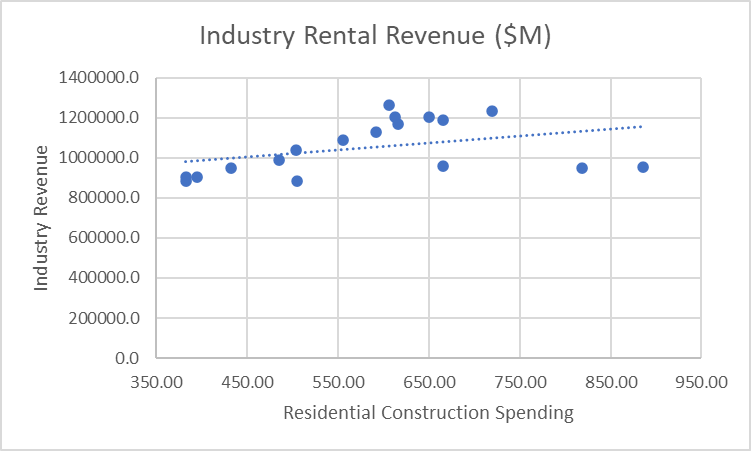 Industry Rental Revenue ($M)
1400000.0
1200000.0
1000000.0
800000.0
600000.0
400000.0
200000.0
0.0
Industry Revenue
350.00 450.00 550.00 650.00 750.00 850.00 950.00
Residential Construction Spending